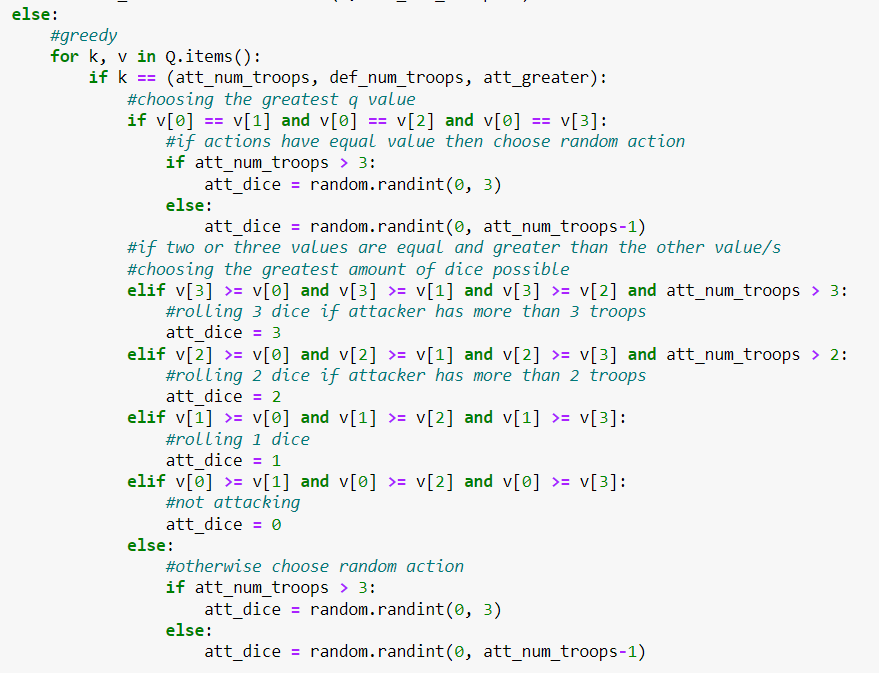 else:
#greedy
for k, v in Q.items():
if k == (att_num_troops, def_num_troops, att_greater):
#choosing the greatest q value
if v[0] == v[1] and v[0] == v[2] and v[0] == v[3]:
#if actions have equal value then choose random action
if att_num_troops > 3:
att_dice = random.randint(0, 3)
else:
att_dice = random.randint(0, att_num_troops-1)
#if two or three values are equal and greater than the other value/s
#choosing the greatest amount of dice possible
elif v[3] >= v[0] and v[3] >= v[1] and v[3] >= v[2] and att_num_troops > 3:
#rolling 3 dice if attacker has more than 3 troops
att_dice = 3
elif v[2] >= v[0] and v[2] >= v[1] and v[2] >= v[3] and att_num_troops > 2:
#rolling 2 dice if attacker has more than 2 troops
att_dice = 2
elif v[1] >= v[0] and v[1] >= v[2] and v[1] >= v[3]:
#rolling 1 dice
att_dice = 1
elif v[0] >= v[1] and v[0] >= v[2] and v[0] >= v[3]:
#not attacking
att_dice = 0
else:
#otherwise choose random action
if att_num_troops > 3:
att_dice = random.randint(0, 3)
else:
att_dice = random.randint(0, att_num_troops-1)